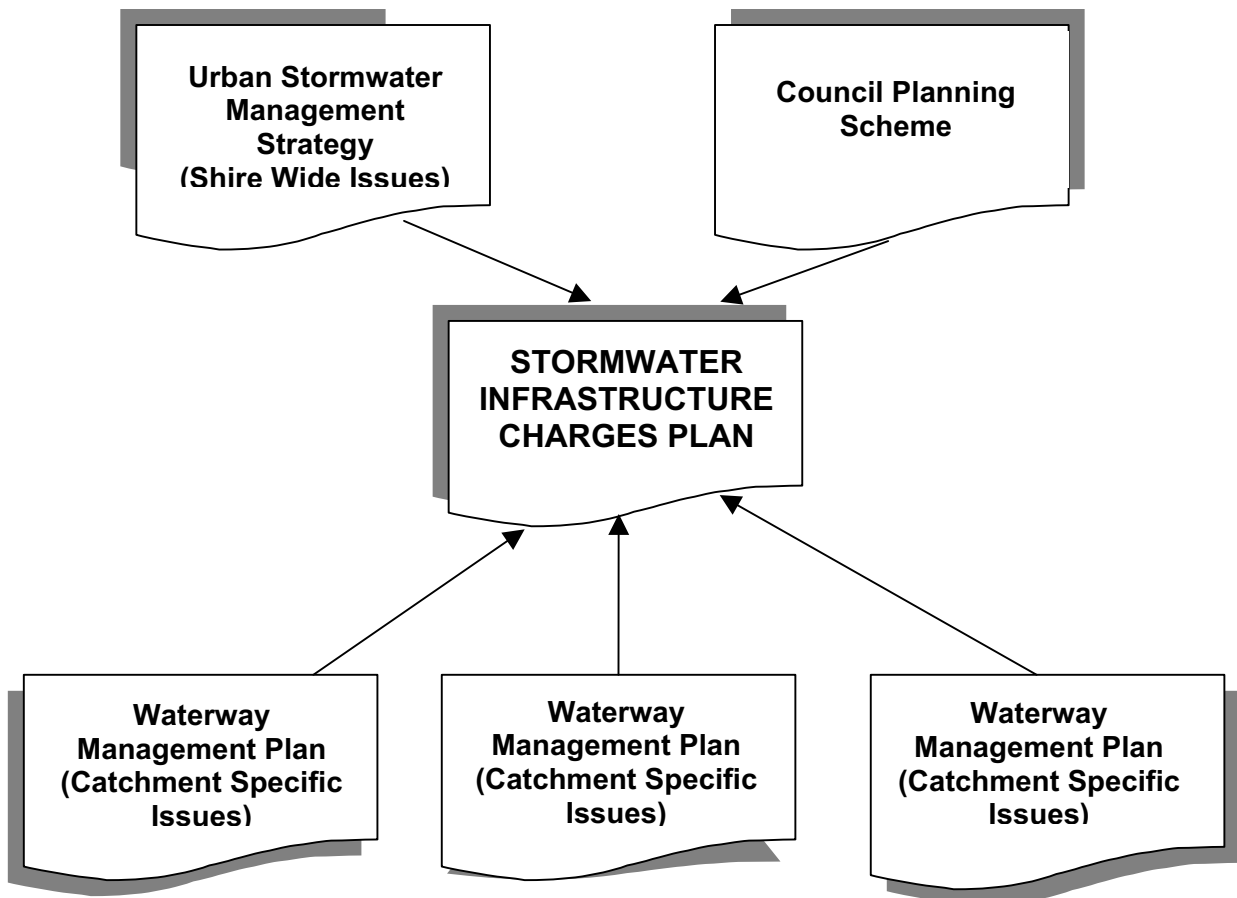 Urban Stormwater
Management
Strategy
(Shire Wide Issues)
Council Planning
Scheme
STORMWATER
INFRASTRUCTURE
CHARGES PLAN
Waterway
Management Plan
(Catchment Specific
Issues)
Waterway
Management Plan
(Catchment Specific
Issues)
Waterway
Management Plan
(Catchment Specific
Issues)